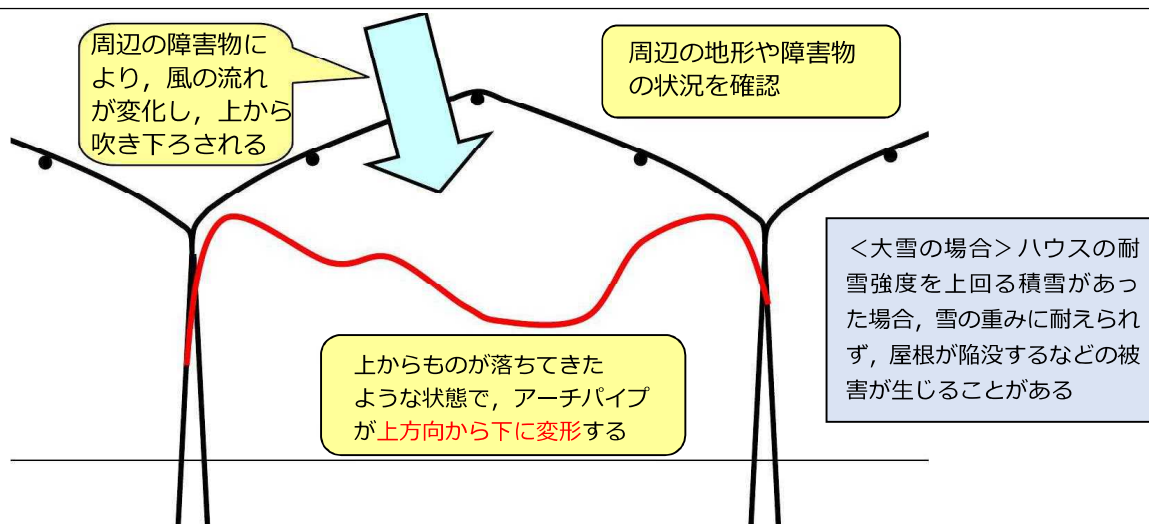 周辺の障害物に
より，風の流れ
が変化し，上から
吹き下ろされる
周辺の地形や障害物
の状況を確認
＜大雪の場合＞ハウスの耐
雪強度を上回る積雪があっ
た場合，雪の重みに耐えられ
ず，屋根が陥没するなどの被
害が生じることがある
上からものが落ちてきた
ような状態で，アーチパイプ
が上方向から下に変形する